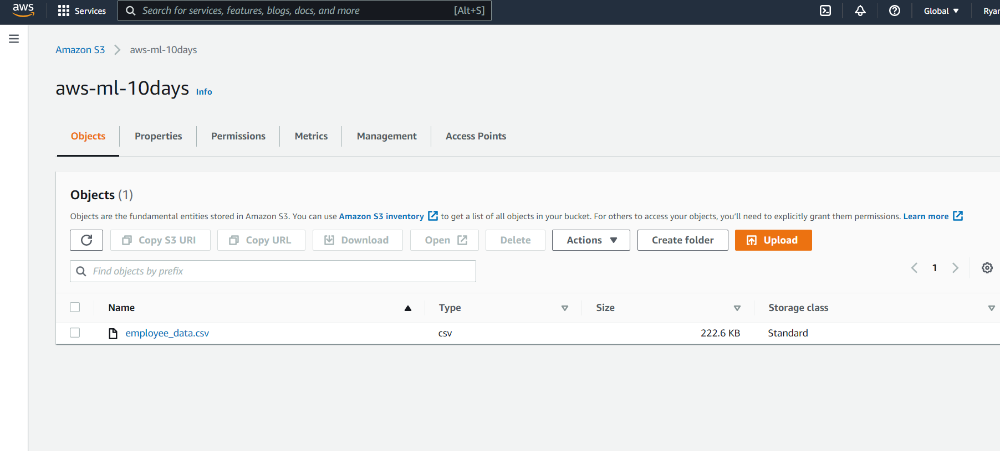 aws Services Search for services, features, blogs, docs, and more [Alt+S] Global Ryan
Amazon S3 aws-ml-10days
aws-ml-10days Info
Objects Properties Permissions Metrics Management Access Points
Objects (1)
Objects are the fundamental entities stored in Amazon S3. You can use Amazon S3 inventory to get a list of all objects in your bucket. For others to access your objects, you'll need to explicitly grant them permissions. Learn more
Copy S3 URI Copy URL Download Open Delete Actions Create folder Upload
Find objects by prefix 1
Name Type Size Storage class
employee_data.csv csv 222.6 KB Standard